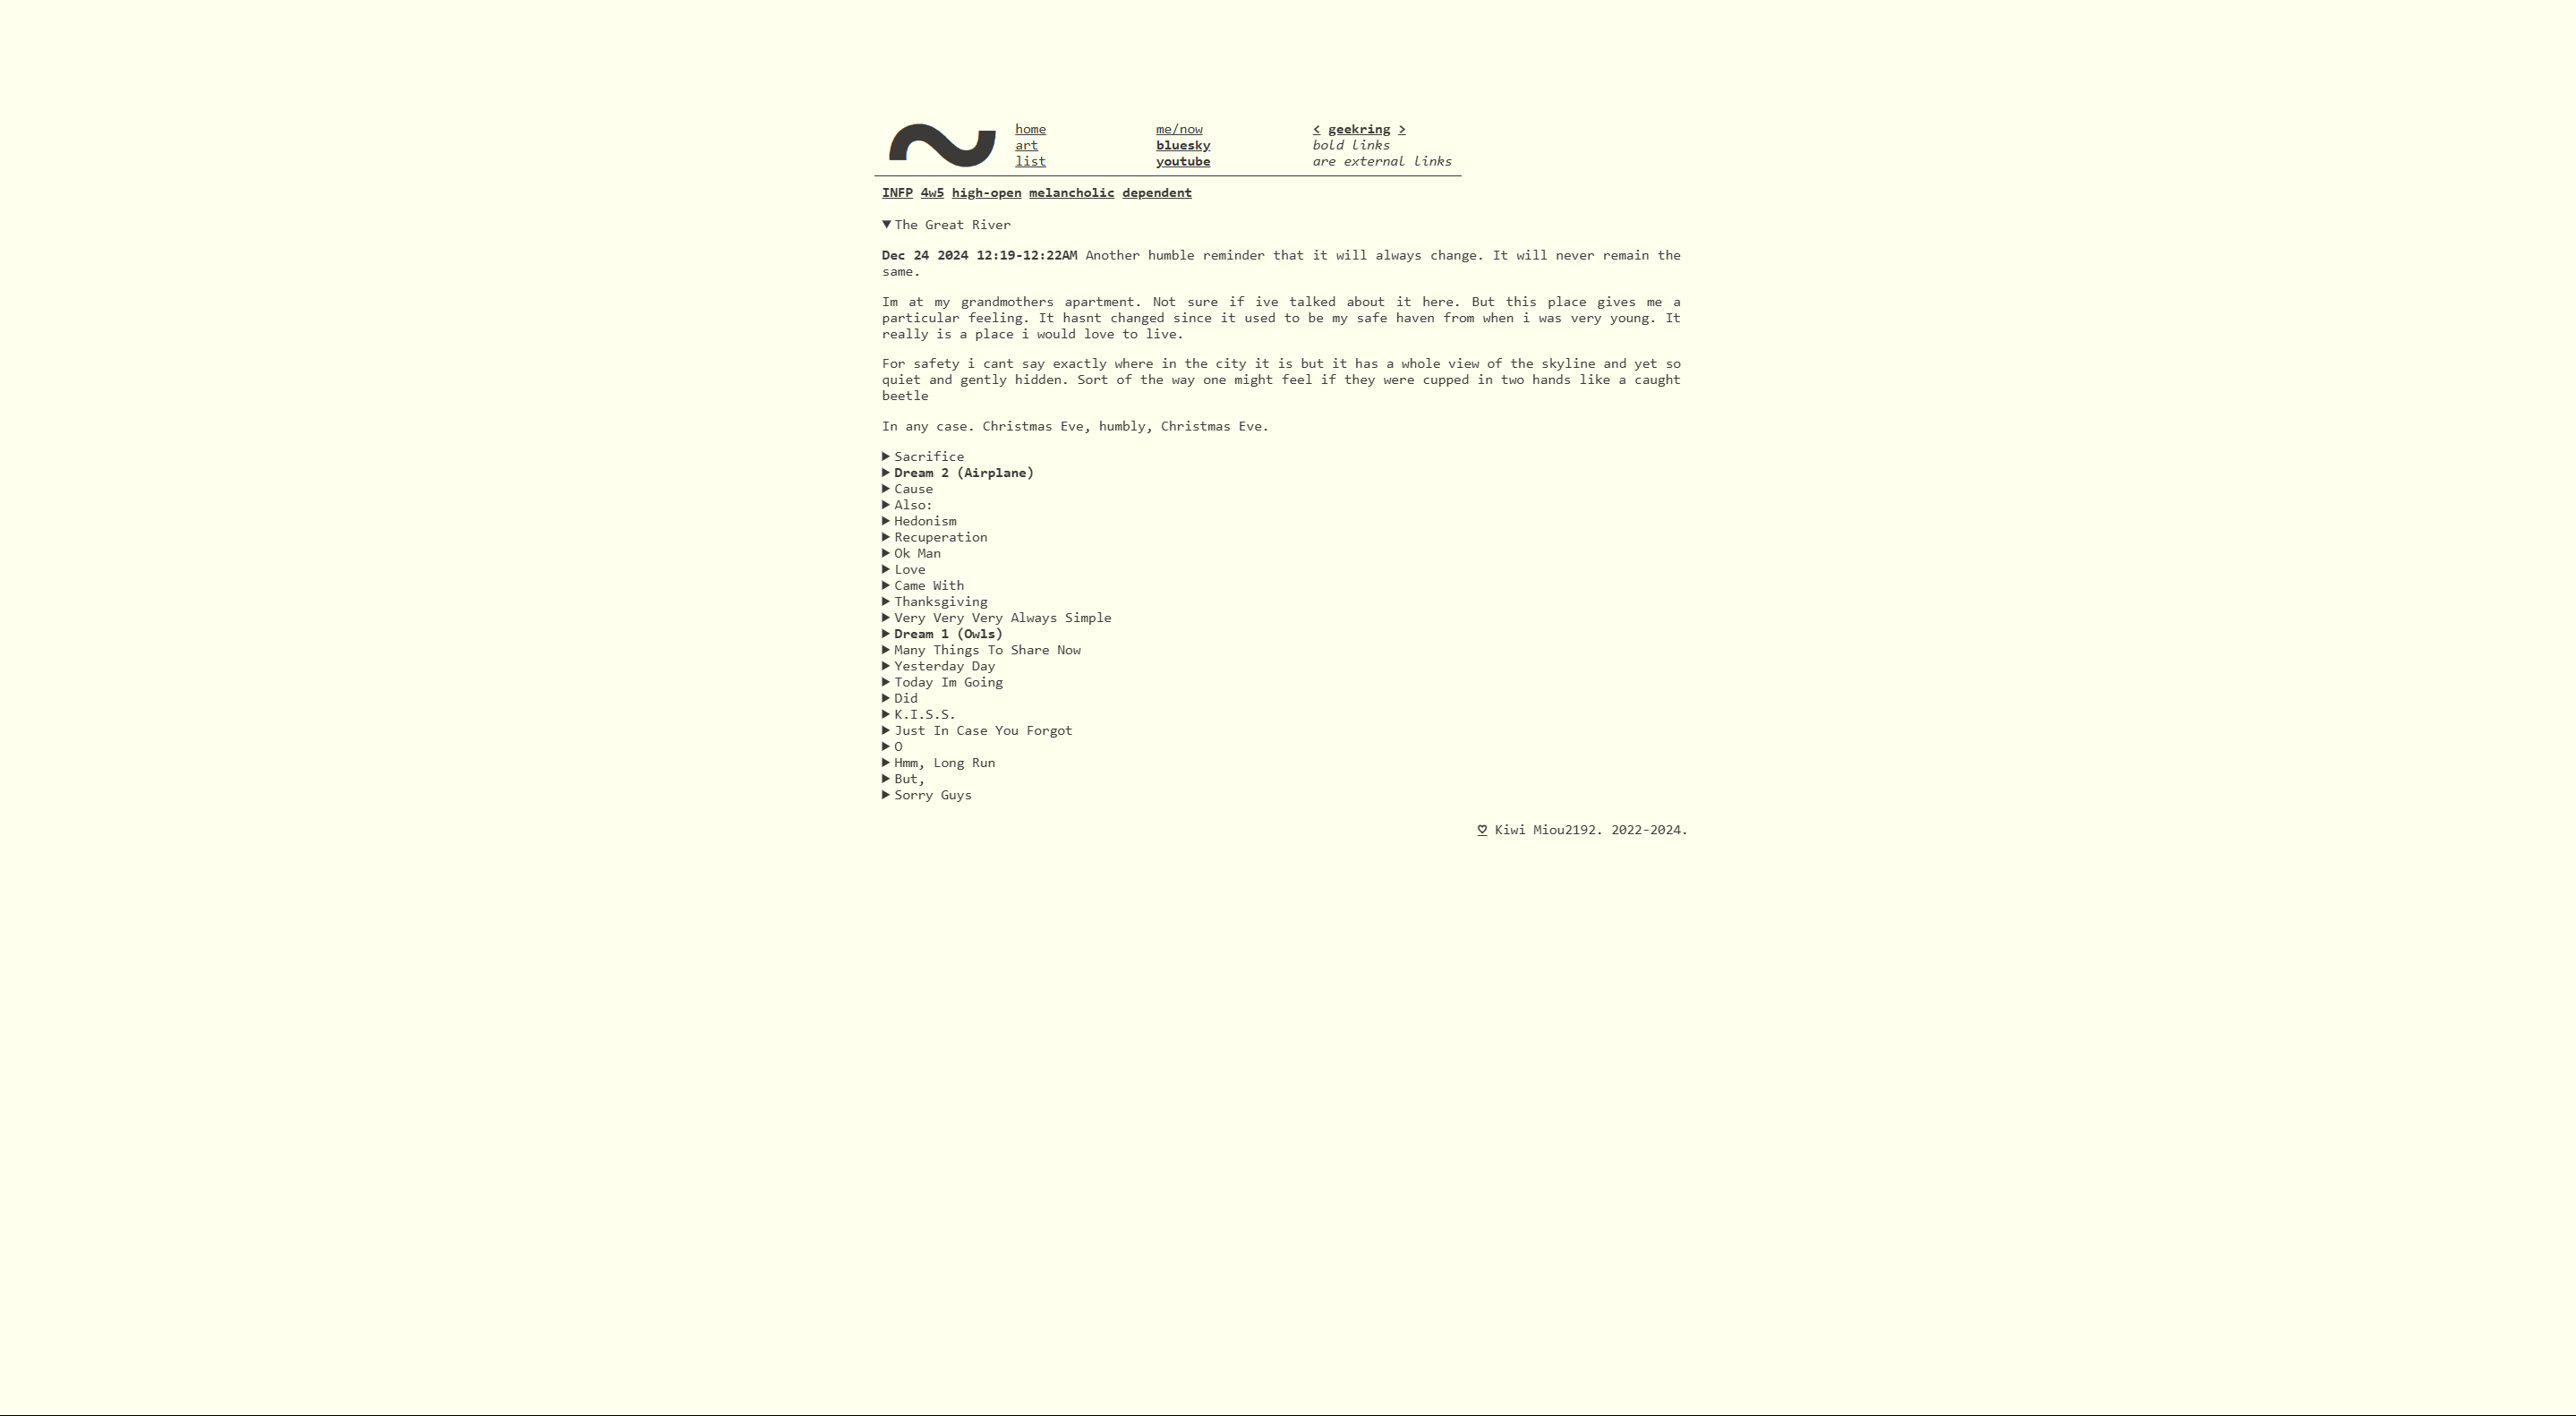 home me/now < geekring >
art bluesky bold links
list youtube are external links
INFP 4w5 high-open melancholic dependent
▼The Great River
Dec 24 2024 12:19-12:22AM Another humble reminder that it will always change. It will never remain the
same.
Im at my grandmothers apartment. Not sure if ive talked about it here. But this place gives me a
particular feeling. It hasnt changed since it used to be my safe haven from when i was very young. It
really is a place i would love to live.
For safety i cant say exactly where in the city it is but it has a whole view of the skyline and yet so
quiet and gently hidden. Sort of the way one might feel if they were cupped in two hands like a caught
beetle
In any case. Christmas Eve, humbly, Christmas Eve.
▶Sacrifice
▶Dream 2 (Airplane)
▶Cause
▶Also:
▶Hedonism
▶Recuperation
▶Ok Man
▶Love
▶Came With
▶Thanksgiving
▶Very Very Very Always Simple
▶Dream 1 (Owls)
▶Many Things To Share Now
▶Yesterday Day
▶Today Im Going
▶Did
▶K.I.S.S.
▶Just In Case You Forgot
▶O
▶Hmm, Long Run
▶But,
▶Sorry Guys
♡ Kiwi Miou2192. 2022-2024.